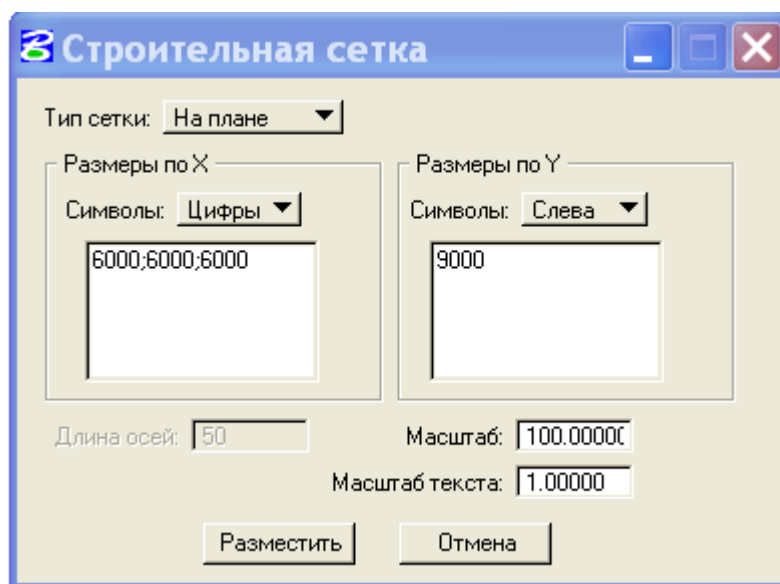 Строительная сетка
Тип сетки: На плане
Размеры по X
Размеры по Y
Символы: Цифры
Символы: Слева
6000;6000;6000
9000
Длина осей: 50
Масштаб: 100.00000
Масштаб текста: 1.00000
Разместить
Отмена